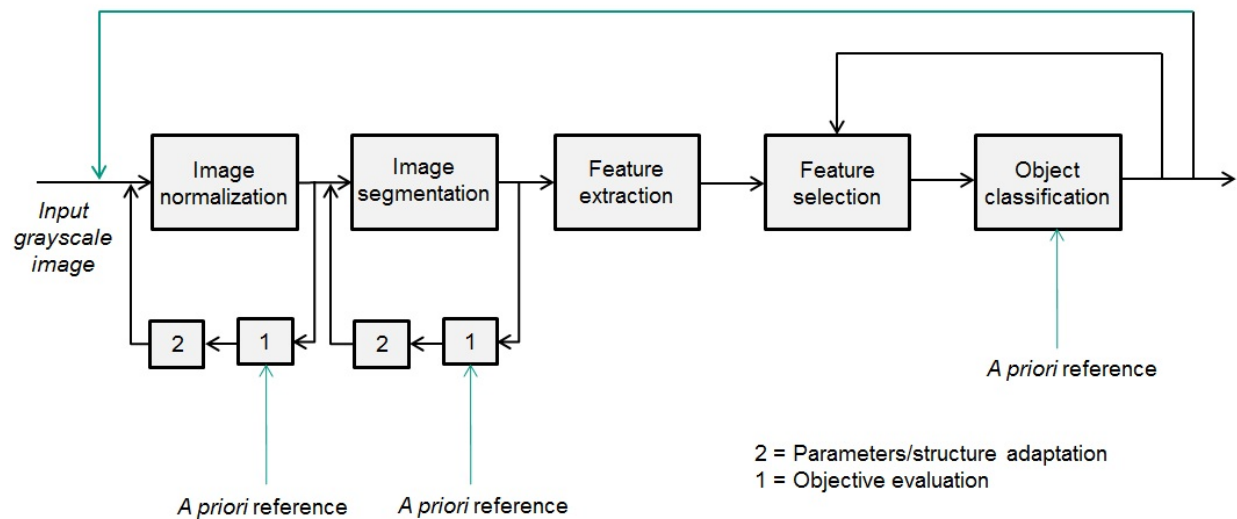 Image
normalization
Image
segmentation
Feature
extraction
Feature
selection
Object
classification
Input
grayscale
image
2
1
2
1
A priori reference
2 = Parameters/structure adaptation
1 = Objective evaluation
A priori reference
A priori reference